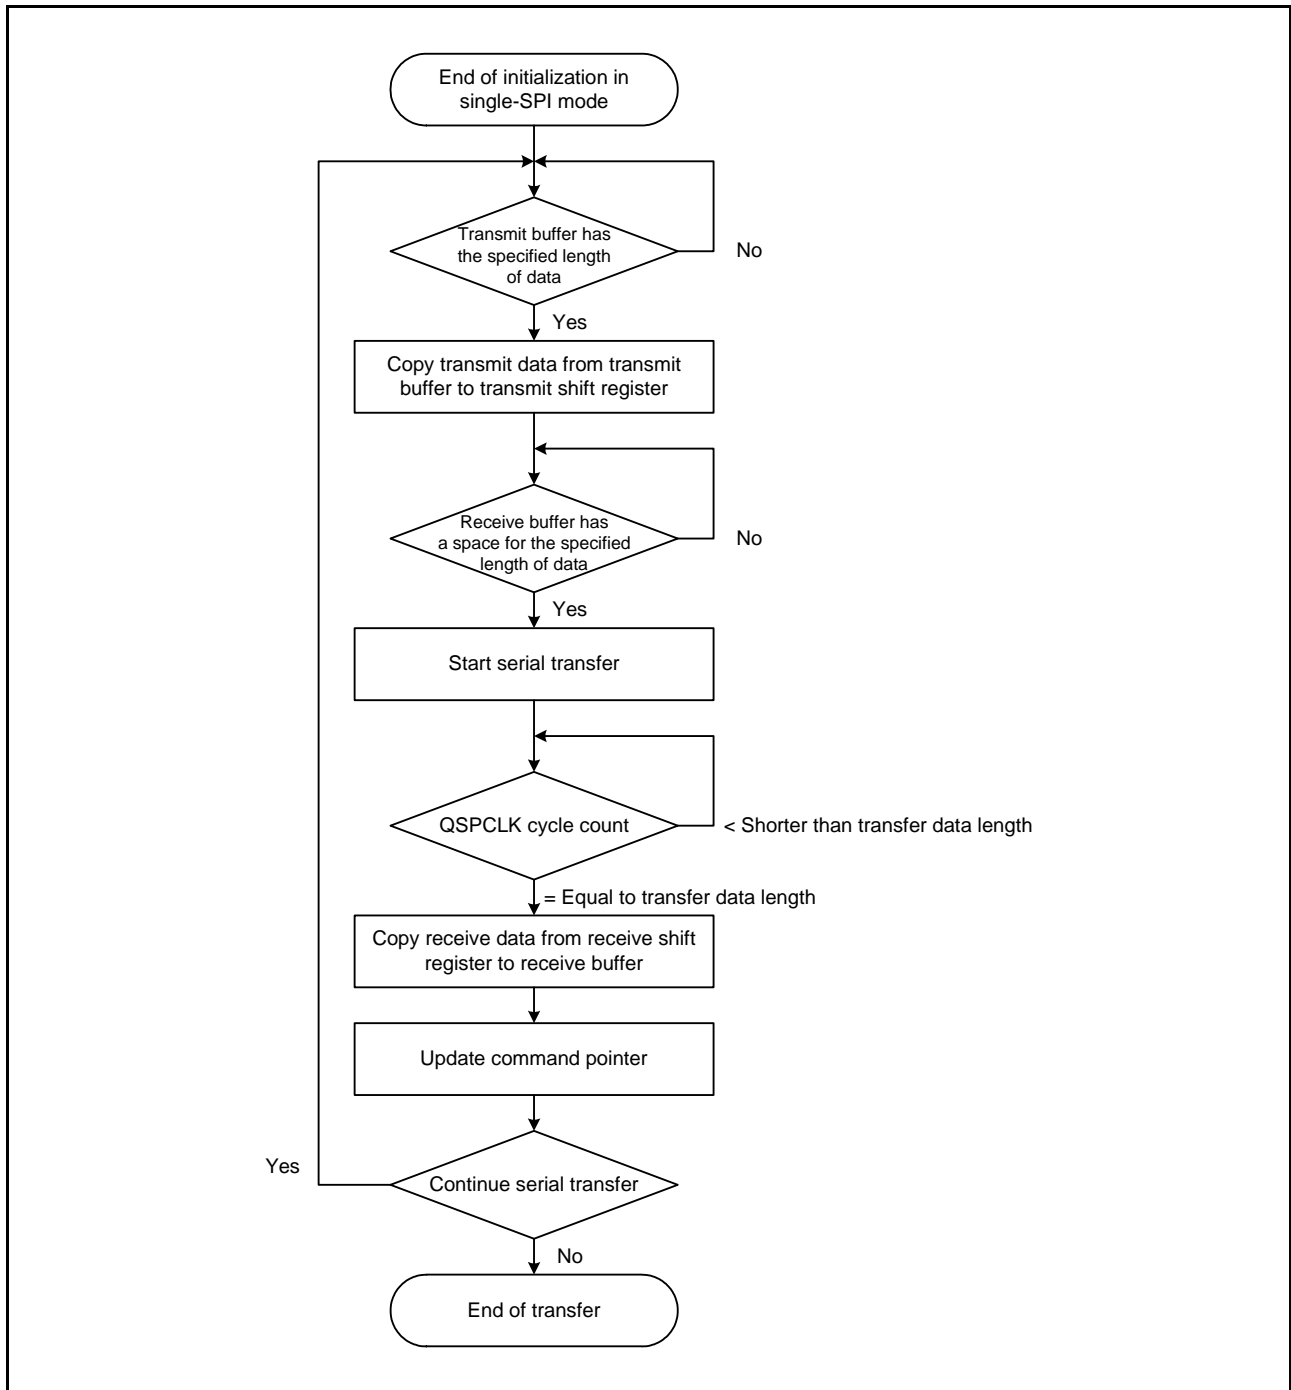 End of initialization in
single-SPI mode
Transmit buffer has
the specified length
of data
No
Yes
Copy transmit data from transmit
buffer to transmit shift register
Receive buffer has
a space for the specified
length of data
No
Yes
Start serial transfer
QSPCLK cycle count
< Shorter than transfer data length
= Equal to transfer data length
Copy receive data from receive shift
register to receive buffer
Update command pointer
Yes
Continue serial transfer
No
End of transfer